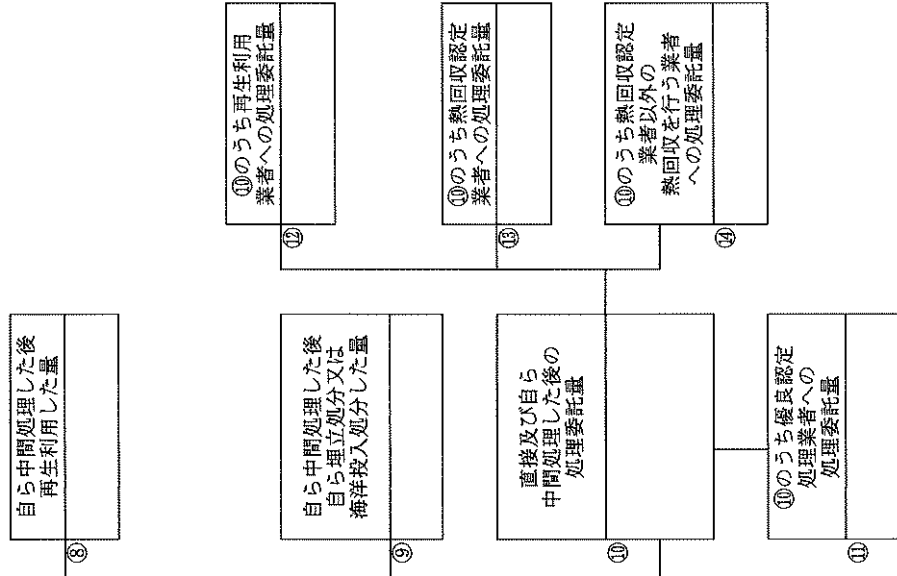 ⑧
自ら中間処理した後
再生利用した量
⑨
自ら中間処理した後
自ら埋立処分又は
海洋投入処分した量
⑩
直接及び自ら
中間処理した後の
処理委託量
⑪
⑩のうち優良認定
処理業者への
処理委託量
⑫
⑩のうち再生利用
業者への処理委託量
⑬
⑩のうち熱回収認定
業者への処理委託量
⑭
⑩のうち熱回収認定
業者以外の
熱回収を行う業者
への処理委託量